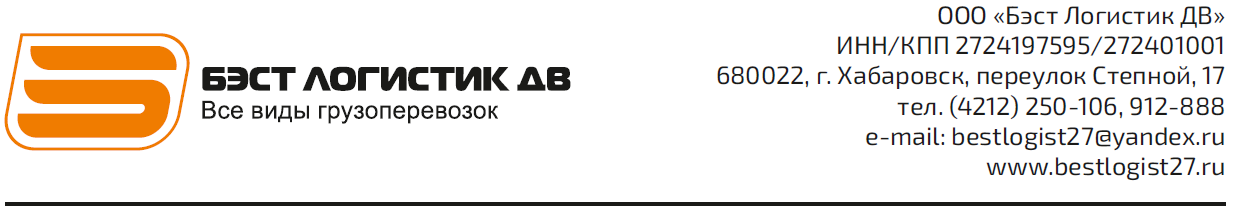 БЭСТ ЛОГИСТИК ДВ
Все виды грузоперевозок
ООО «Бэст Логистик ДВ»
ИНН/КПП 2724197595/272401001
680022, г. Хабаровск, переулок Степной, 17
тел. (4212) 250-106, 912-888
e-mail: bestlogist27@yandex.ru
www.bestlogist27.ru